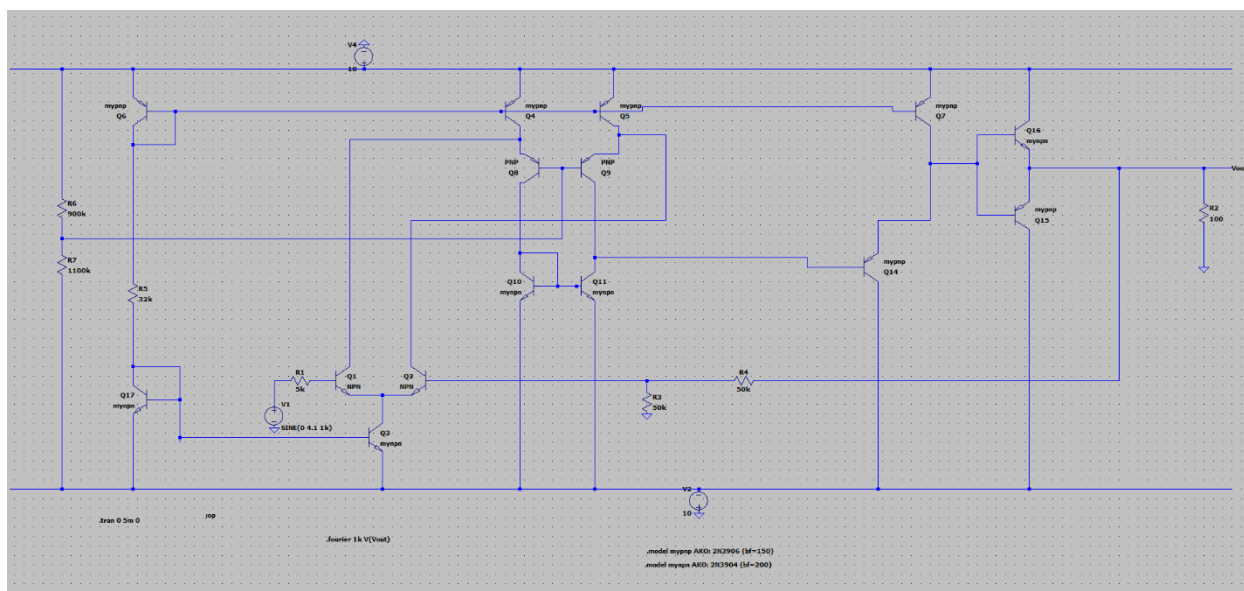 V4
10
mypnp
Q6
mypnp
Q4
mypnp
Q5
mypnp
Q7
Q16
mynpn
PNP
Q8
PNP
Q9
Vout
R6
900k
mypnp
Q15
R2
100
R7
1100k
mypnp
Q14
R5
32k
Q10
mynpn
Q11
mynpn
R1
5k
Q1
NPN
Q2
NPN
R4
50k
Q17
mynpn
V1
SINE(0 4.1 1k)
R3
50k
Q3
mynpn
V2
10
.tran 0 5m 0
.fourier 1k V(Vout)
.model mypnp AKO: 2N3906 (bf=150)
.model mynpn AKO: 2N3904 (bf=200)